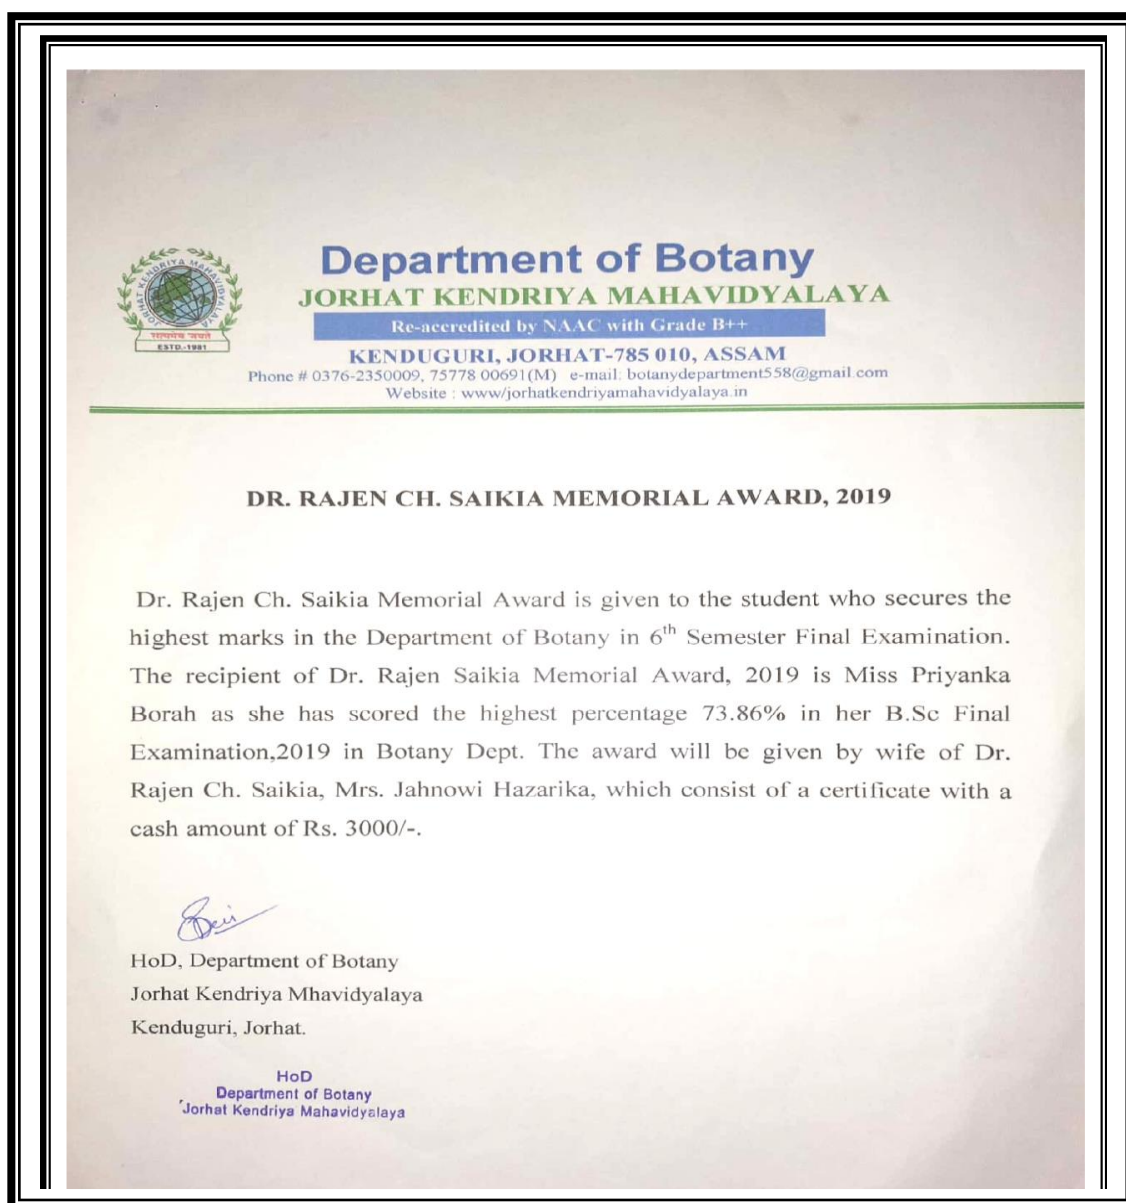 Department of Botany
JORHAT KENDRIYA MAHAVIDYALAYA
JORHAT KENDRIYA MAHAVIDYALAYA
Re-accredited by NAAC with Grade B++
सत्यमेव जयते
ESTD.-1981
KENDUGURI, JORHAT-785 010, ASSAM
Phone # 0376-2350009, 75778 00691(M) e-mail: botanydepartment558@gmail.com
Website : www/jorhatkendriyamahavidyalaya.in
DR. RAJEN CH. SAIKIA MEMORIAL AWARD, 2019
Dr. Rajen Ch. Saikia Memorial Award is given to the student who secures the
highest marks in the Department of Botany in 6th Semester Final Examination.
The recipient of Dr. Rajen Saikia Memorial Award, 2019 is Miss Priyanka
Borah as she has scored the highest percentage 73.86% in her B.Sc Final
Examination,2019 in Botany Dept. The award will be given by wife of Dr.
Rajen Ch. Saikia, Mrs. Jahnowi Hazarika, which consist of a certificate with a
cash amount of Rs. 3000/-.
HoD, Department of Botany
Jorhat Kendriya Mhavidyalaya
Kenduguri, Jorhat.
HoD
Department of Botany
Jorhat Kendriya Mahavidyalaya